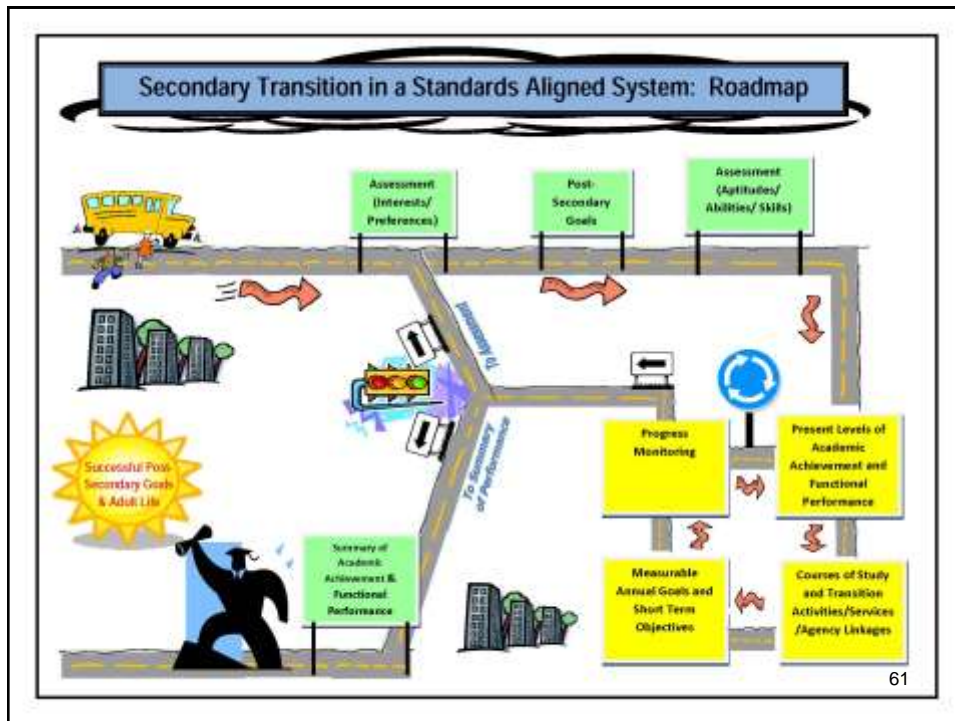 Secondary Transition in a Standards Aligned System: Roadmap
Assessment
(Interests/
Preferences)
Post-
Secondary
Goals
Assessment
(Aptitudes/
Abilities/ Skills)
To Assessment
To Summary
of Performance
Progress
Monitoring
Present Levels of
Academic
Achievement and
Functional
Performance
Successful Post-
Secondary Goals
& Adult Life
Summary of
Academic
Achievement &
Functional
Performance
Measurable
Annual Goals and
Short Term
Objectives
Courses of Study
and Transition
Activities/Services
/Agency Linkages
61